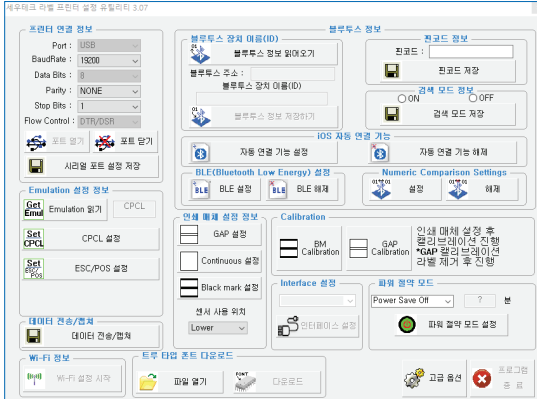 세우테크 라벨 프린터 설정 유틸리티 3.07
프린터 연결 정보
Port : USB
BaudRate : 19200
Data Bits : 8
Parity : NONE
Stop Bits : 1
Flow Control : DTR/DSR
포트 열기
포트 닫기
시리얼 포트 설정 저장
Emulation 설정 정보
Get Emul
Emulation 읽기
CPCL
Set CPCL
CPCL 설정
Set ESC/POS
ESC/POS 설정
데이터 전송/캡쳐
데이터 전송/캡쳐
Wi-Fi 정보
Wi-Fi 설정 시작
블루투스 정보
블루투스 장치 이름(ID)
블루투스 정보 읽어오기
블루투스 주소 :
블루투스 장치 이름(ID)
블루투스 정보 저장하기
핀코드 정보
핀코드 :
핀코드 저장
검색 모드 정보
ON
OFF
검색 모드 저장
iOS 자동 연결 기능
자동 연결 기능 설정
자동 연결 기능 해제
BLE(Bluetooth Low Energy) 설정
BLE
BLE 설정
BLE
BLE 해제
Numeric Comparison Settings
설정
해제
인쇄 매체 설정 정보
GAP 설정
Continuous 설정
Black mark 설정
센서 사용 위치
Lower
Calibration
BM Calibration
GAP Calibration
인쇄 매체 설정 후
캘리브레이션 진행
*GAP 캘리브레이션
라벨 제거 후 진행
Interface 설정
인터페이스 설정
파워 절약 모드
Power Save Off
?
분
파워 절약 모드 설정
트루 타입 폰트 다운로드
파일 열기
FONT
다운로드
고급 옵션
프로그램
종 료